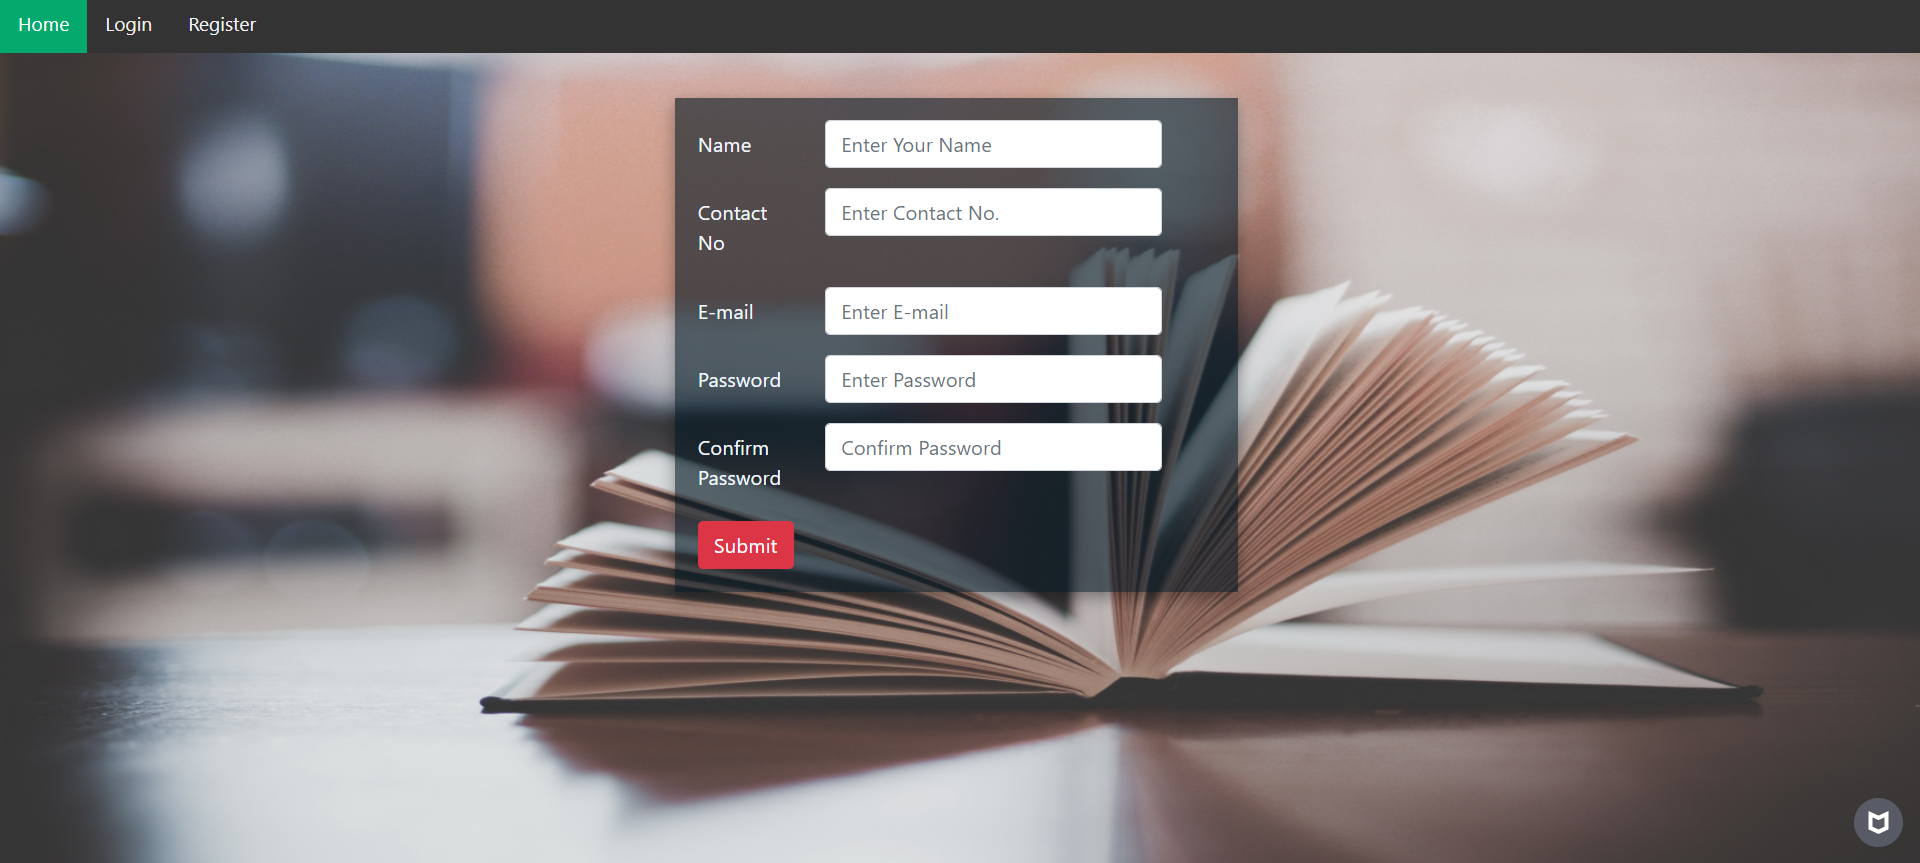 Home Login Register
Name Enter Your Name
Contact Enter Contact No.
No
E-mail Enter E-mail
Password Enter Password
Confirm Confirm Password
Password
Submit